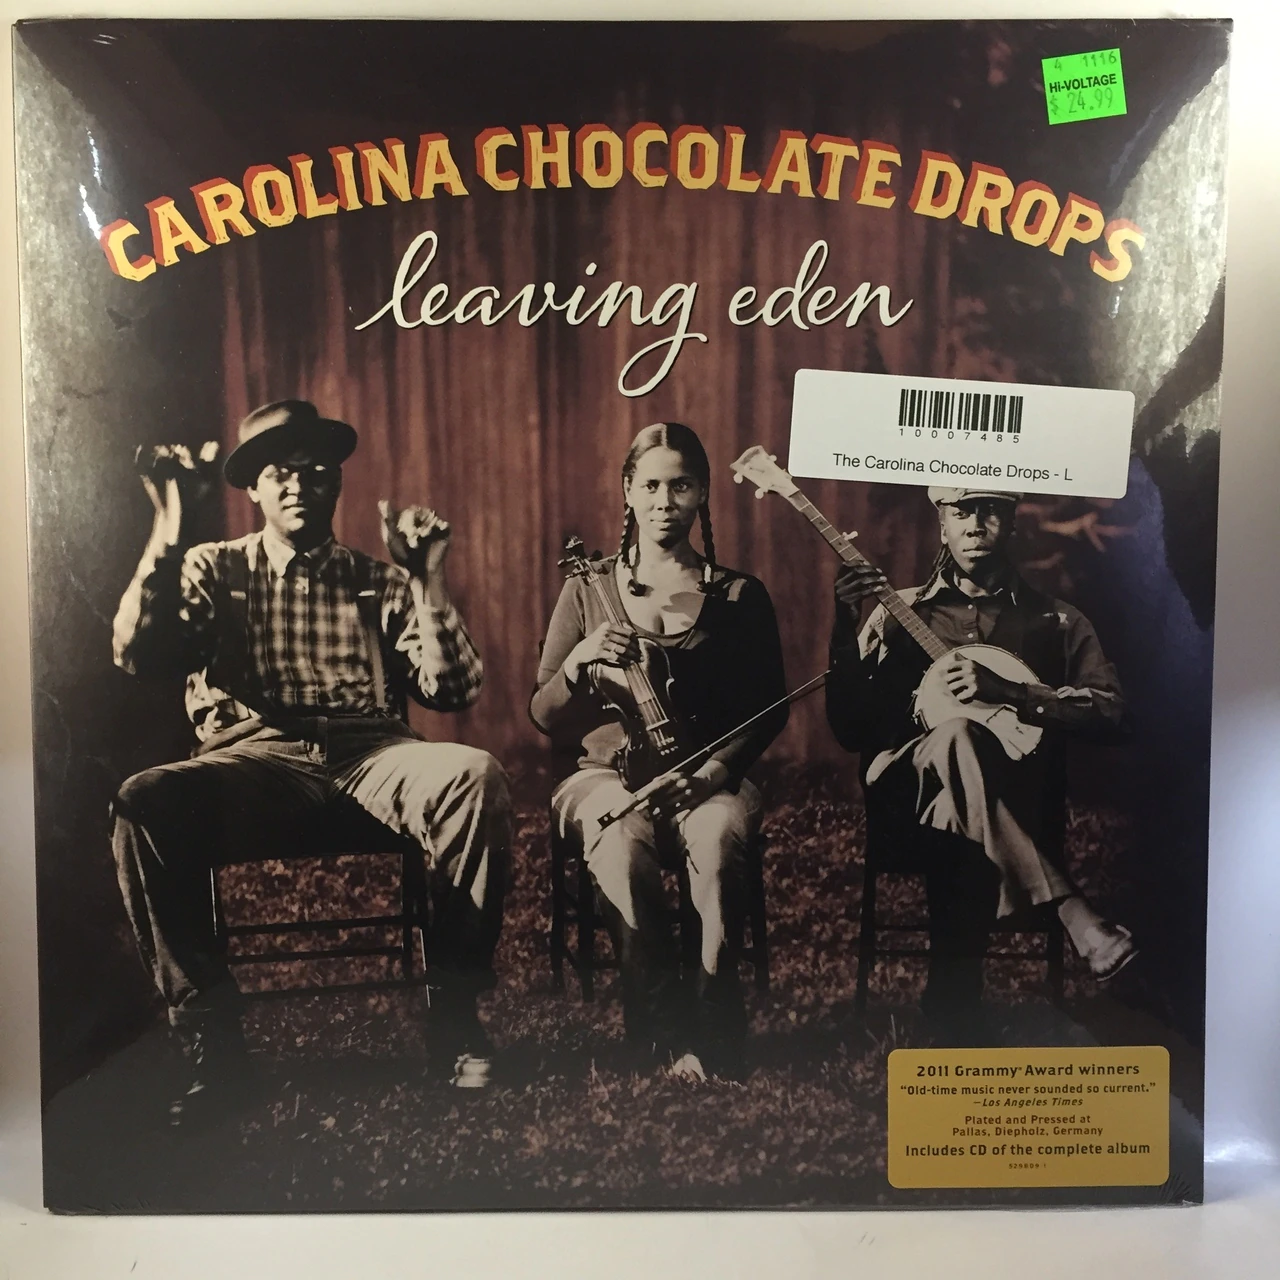 4 1116
Hi-VOLTAGE
$ 24.99
CAROLINA CHOCOLATE DROPS
leaving eden
10007485
The Carolina Chocolate Drops - L
2011 Grammy® Award winners
“Old-time music never sounded so current.”
—Los Angeles Times
Plated and Pressed at
Pallas, Diepholz, Germany
Includes CD of the complete album